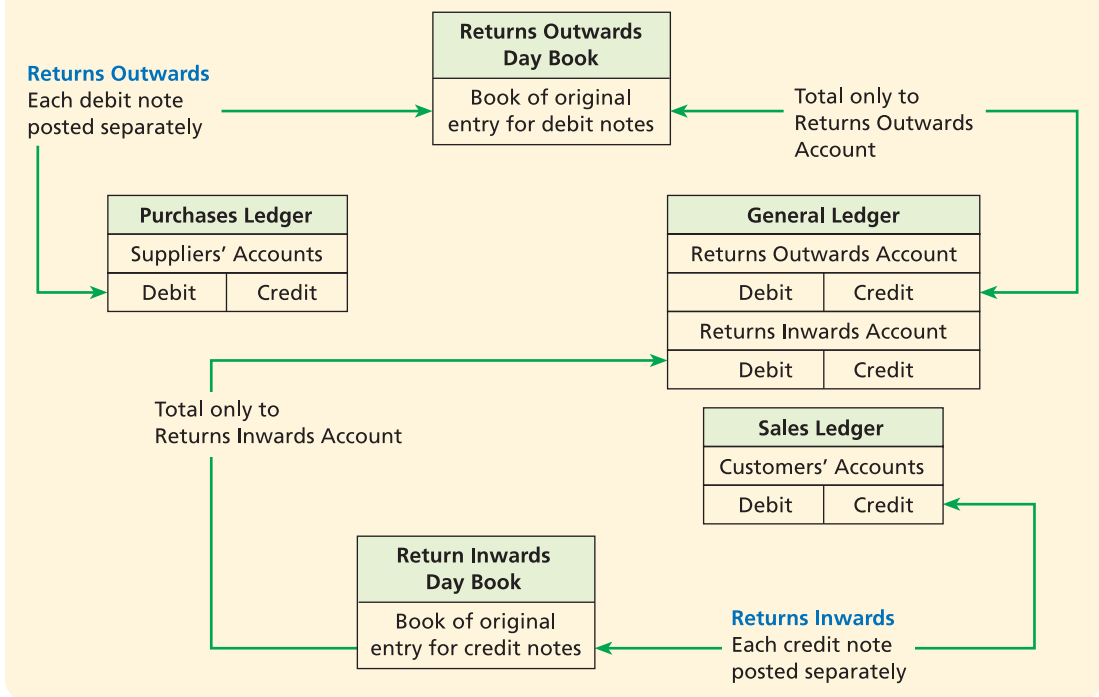 Returns Outwards
Day Book
Book of original
entry for debit notes
Returns Outwards
Each debit note
posted separately
Total only to
Returns Outwards
Account
Purchases Ledger
Suppliers' Accounts
Debit Credit
General Ledger
Returns Outwards Account
Debit Credit
Returns Inwards Account
Debit Credit
Total only to
Returns Inwards Account
Sales Ledger
Customers' Accounts
Debit Credit
Return Inwards
Day Book
Book of original
entry for credit notes
Returns Inwards
Each credit note
posted separately